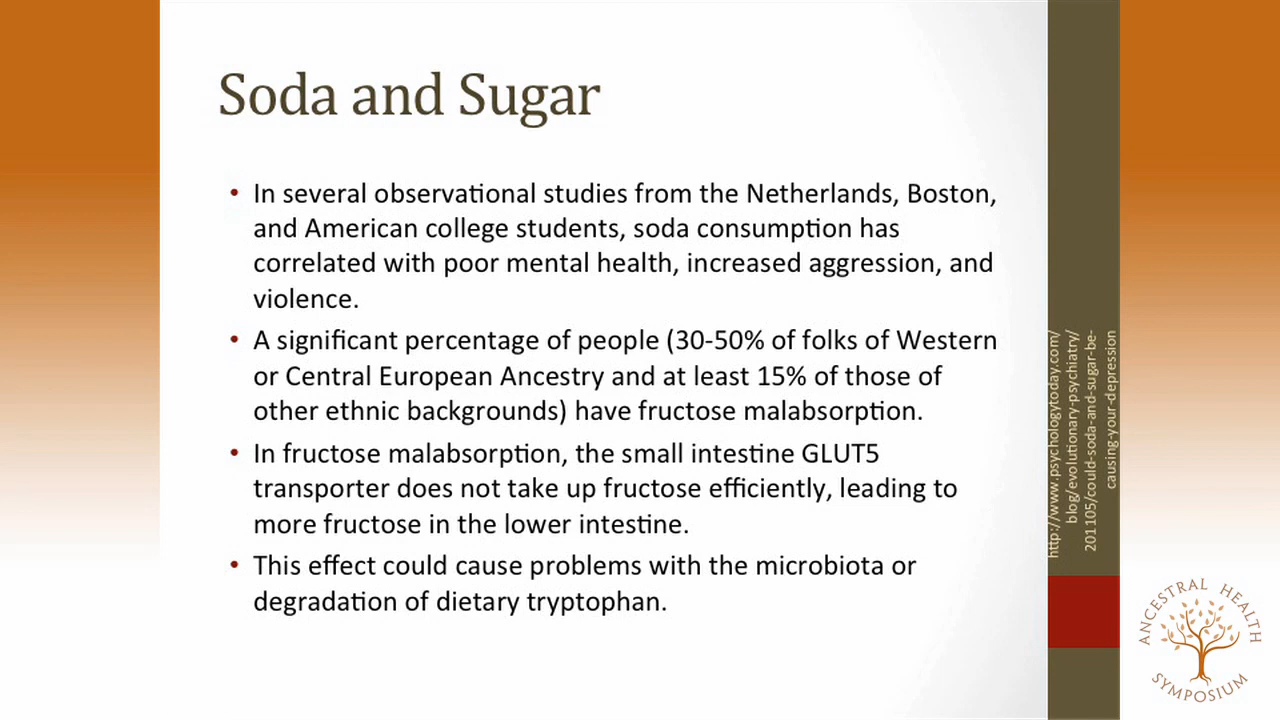 Soda and Sugar
• In several observational studies from the Netherlands, Boston,
and American college students, soda consumption has
correlated with poor mental health, increased aggression, and
violence.
• A significant percentage of people (30-50% of folks of Western
or Central European Ancestry and at least 15% of those of
other ethnic backgrounds) have fructose malabsorption.
• In fructose malabsorption, the small intestine GLUT5
transporter does not take up fructose efficiently, leading to
more fructose in the lower intestine.
• This effect could cause problems with the microbiota or
degradation of dietary tryptophan.
http://www.psychologytoday.com/
blog/evolutionary-psychiatry/
201105/could-soda-and-sugar-be-
causing-your-depression
ANCESTRAL HEALTH
SYMPOSIUM